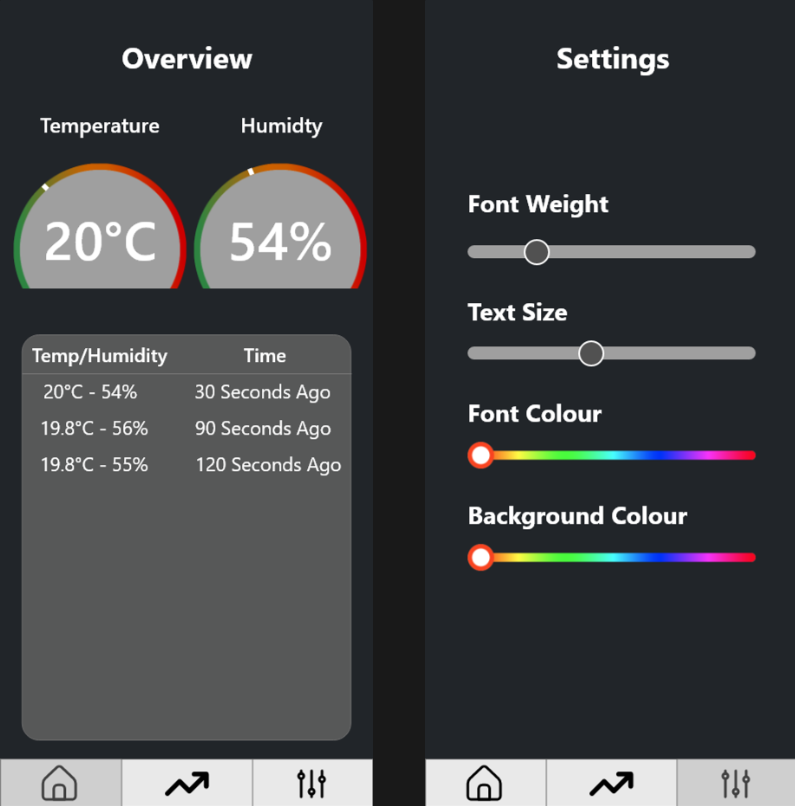 Overview
Temperature Humidty
20°C 54%
Temp/Humidity Time
20°C - 54% 30 Seconds Ago
19.8°C - 56% 90 Seconds Ago
19.8°C - 55% 120 Seconds Ago
Settings
Font Weight
Text Size
Font Colour
Background Colour